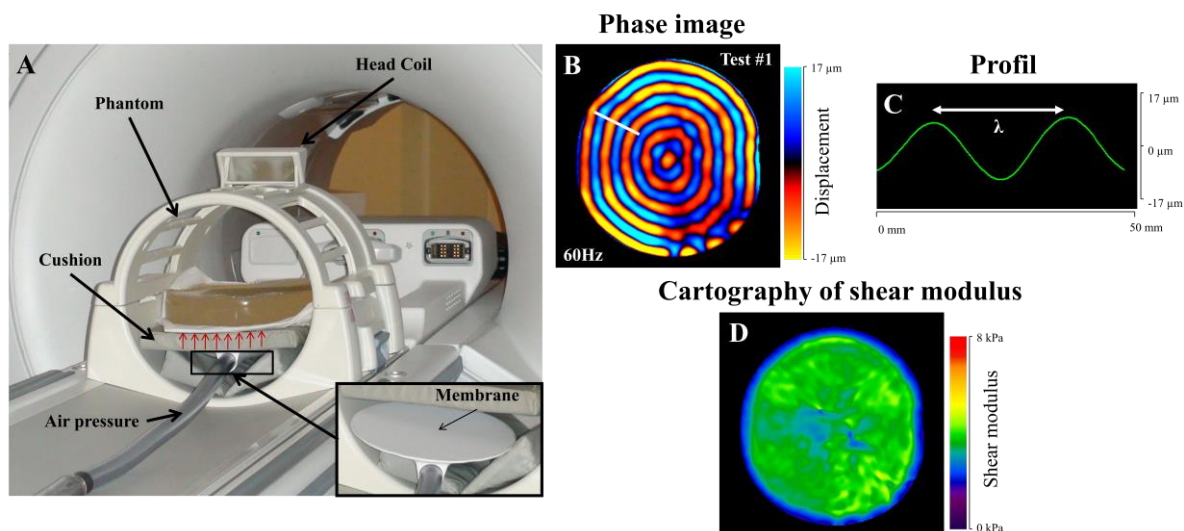 Phase image
A
Head Coil
Phantom
Cushion
Air pressure
Membrane
B
Test #1
60Hz
17 µm
Displacement
-17 µm
Profil
C
λ
17 µm
0 µm
-17 µm
0 mm
50 mm
Cartography of shear modulus
D
8 kPa
Shear modulus
0 kPa